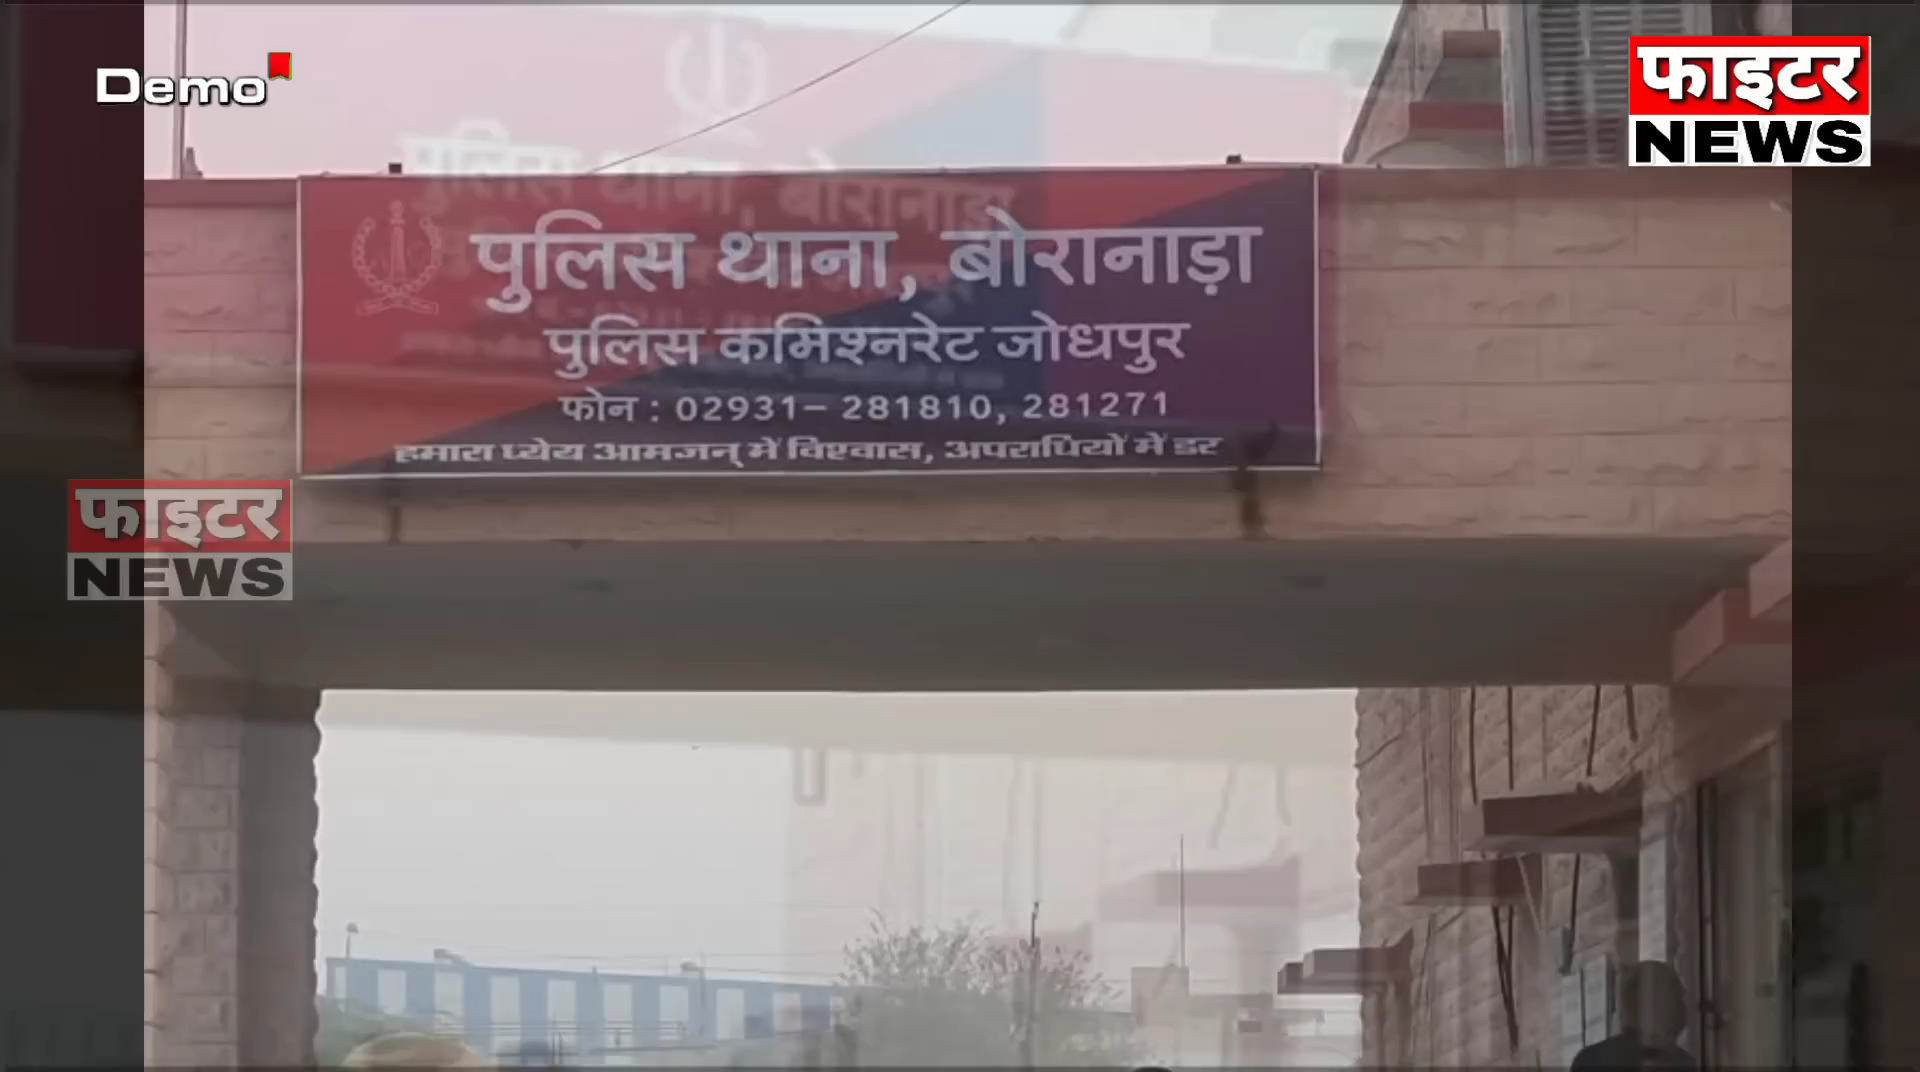 Demo
फाइटर
NEWS
पुलिस थाना, बोरानाड़ा
पुलिस कमिश्नरेट जोधपुर
फोन : 02931- 281810, 281271
हमारा ध्येय आमजन् में विश्वास, अपराधियों में डर
फाइटर
NEWS